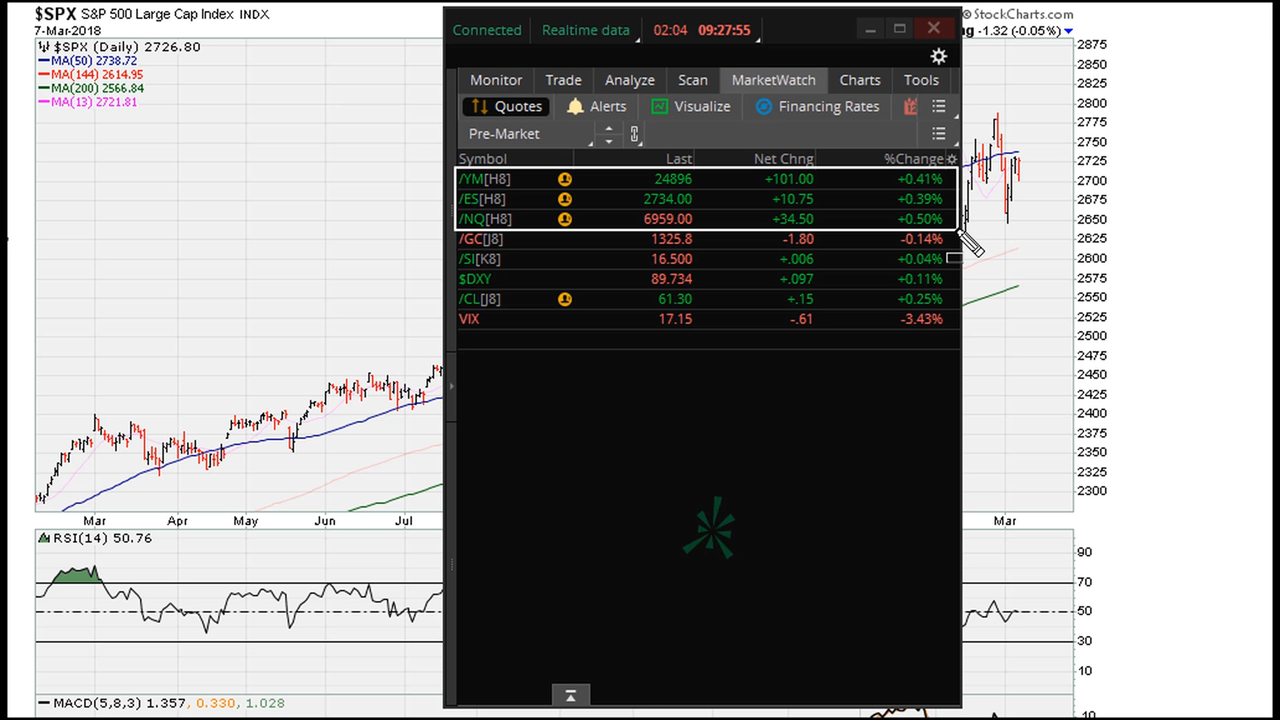 $SPX S&P 500 Large Cap Index INDX
© StockCharts.com
7-Mar-2018
-1.32 (-0.05%)
$SPX (Daily) 2726.80
MA(50) 2738.72
MA(144) 2614.95
MA(200) 2566.84
MA(13) 2721.81
Connected Realtime data 02:04 09:27:55
Monitor Trade Analyze Scan MarketWatch Charts Tools
Quotes Alerts Visualize Financing Rates
Pre-Market
Symbol Last Net Chng %Change
/YM[H8] 24896 +101.00 +0.41%
/ES[H8] 2734.00 +10.75 +0.39%
/NQ[H8] 6959.00 +34.50 +0.50%
/GC[J8] 1325.8 -1.80 -0.14%
/SI[K8] 16.500 +.006 +0.04%
$DXY 89.734 +.097 +0.11%
/CL[J8] 61.30 +.15 +0.25%
VIX 17.15 -.61 -3.43%
2875
2850
2825
2800
2775
2750
2725
2700
2675
2650
2625
2600
2575
2550
2525
2500
2475
2450
2425
2400
2375
2350
2325
2300
Mar Apr May Jun Jul Mar
RSI(14) 50.76
90
70
50
30
10
MACD(5,8,3) 1.357, 0.330, 1.028
10